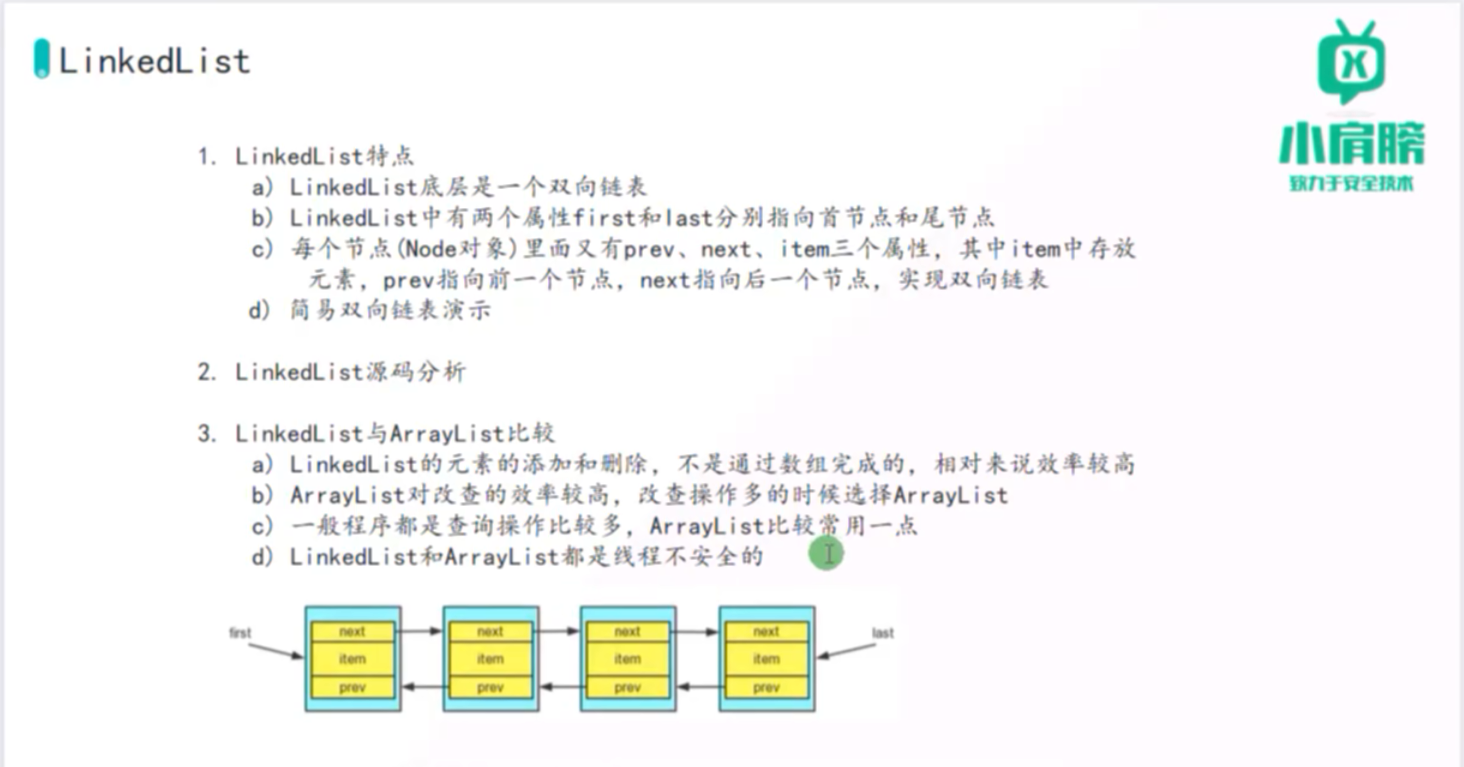 LinkedList
小肩膀
致力于安全技术
1. LinkedList特点
a) LinkedList底层是一个双向链表
b) LinkedList中有两个属性first和last分别指向首节点和尾节点
c) 每个节点(Node对象)里面又有prev、next、item三个属性，其中item中存放
元素，prev指向前一个节点，next指向后一个节点，实现双向链表
d) 简易双向链表演示
2. LinkedList源码分析
3. LinkedList与ArrayList比较
a) LinkedList的元素的添加和删除，不是通过数组完成的，相对来说效率较高
b) ArrayList对改查的效率较高，改查操作多的时候选择ArrayList
c) 一般程序都是查询操作比较多，ArrayList比较常用一点
d) LinkedList和ArrayList都是线程不安全的
first next next next next last
item item item item
prev prev prev prev